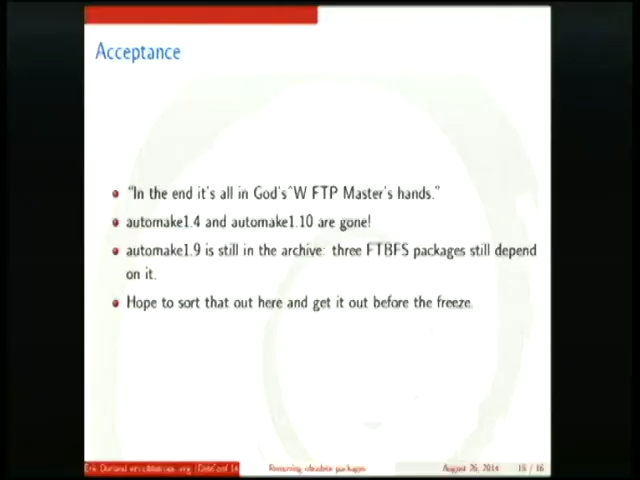 Acceptance
"In the end it's all in God's^W FTP Master's hands."
automake1.4 and automake1.10 are gone!
automake1.9 is still in the archive: three FTBFS packages still depend
on it.
Hope to sort that out here and get it out before the freeze.
Removing obsolete packages
August 26, 2014